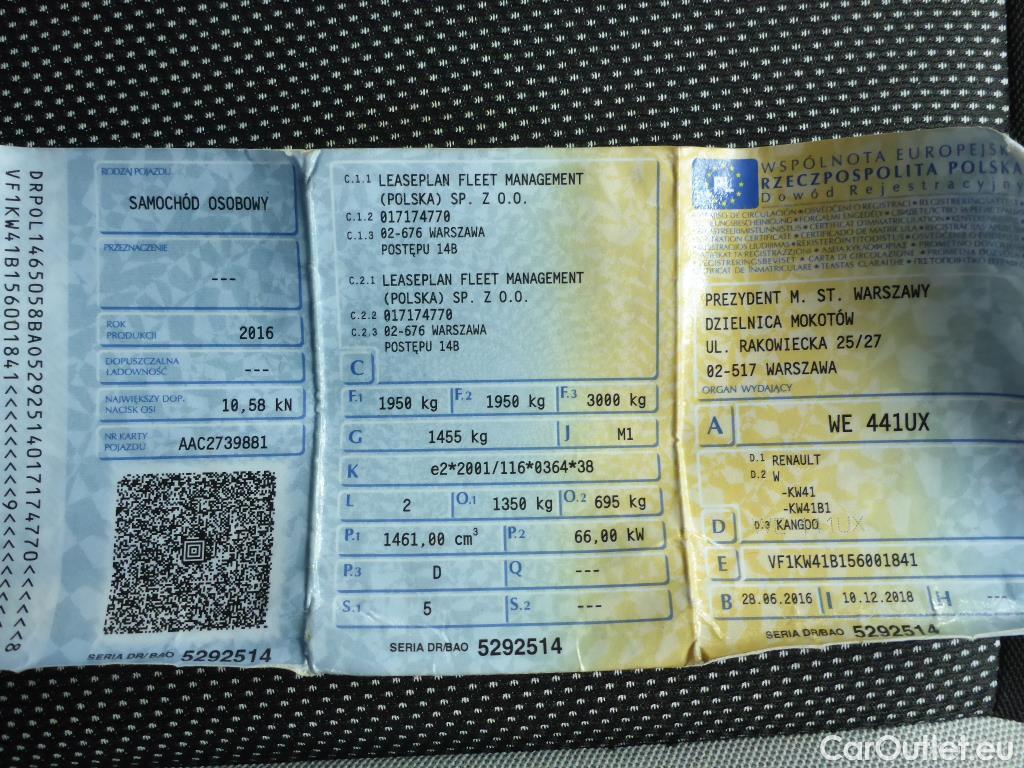 DRPOL1465058BA05292514017174770<<<<<<<<
VF1KW41B156001841<<<<<<<9<<<<<<<<<<<<<8
RODZAJ POJAZDU
SAMOCHÓD OSOBOWY
PRZEZNACZENIE
---
ROK PRODUKCJI 2016
DOPUSZCZALNA ŁADOWNOŚĆ ---
NAJWIĘKSZY DOP. NACISK OSI 10,58 kN
NR KARTY POJAZDU AAC2739881
SERIA DR/BAO 5292514
C.1.1 LEASEPLAN FLEET MANAGEMENT
(POLSKA) SP. Z O.O.
C.1.2 017174770
C.1.3 02-676 WARSZAWA
POSTĘPU 14B
C.2.1 LEASEPLAN FLEET MANAGEMENT
(POLSKA) SP. Z O.O.
C.2.2 017174770
C.2.3 02-676 WARSZAWA
POSTĘPU 14B
C
F.1 1950 kg F.2 1950 kg F.3 3000 kg
G 1455 kg J M1
K e2*2001/116*0364*38
L 2 O.1 1350 kg O.2 695 kg
P.1 1461,00 cm³ P.2 66,00 kW
P.3 D Q ---
S.1 5 S.2 ---
SERIA DR/BAO 5292514
PL
WSPÓLNOTA EUROPEJSK
RZECZPOSPOLITA POLSKA
Dowód Rejestracyjny
PREZYDENT M. ST. WARSZAWY
DZIELNICA MOKOTÓW
UL. RAKOWIECKA 25/27
02-517 WARSZAWA
ORGAN WYDAJĄCY
A WE 441UX
D.1 RENAULT
D.2 W
-KW41
-KW41B1
D D.3 KANGOO
E VF1KW41B156001841
B 28.06.2016 I 10.12.2018 H ---
SERIA DR/BAO 5292514
CarOutlet.eu